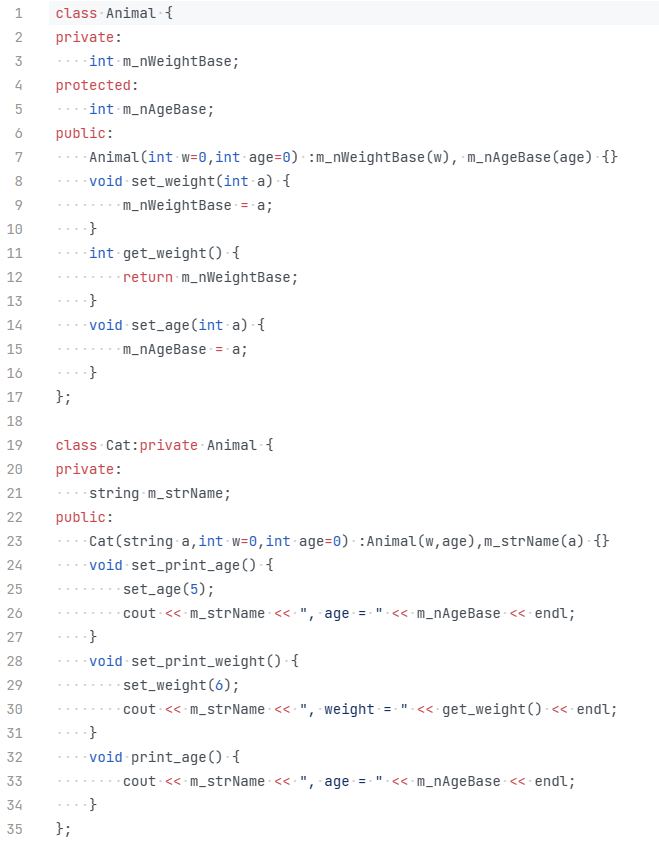 1 class Animal {
2 private:
3     int m_nWeightBase;
4 protected:
5     int m_nAgeBase;
6 public:
7     Animal(int w=0,int age=0) :m_nWeightBase(w), m_nAgeBase(age) {}
8     void set_weight(int a) {
9         m_nWeightBase = a;
10     }
11     int get_weight() {
12         return m_nWeightBase;
13     }
14     void set_age(int a) {
15         m_nAgeBase = a;
16     }
17 };
18
19 class Cat:private Animal {
20 private:
21     string m_strName;
22 public:
23     Cat(string a,int w=0,int age=0) :Animal(w,age),m_strName(a) {}
24     void set_print_age() {
25         set_age(5);
26         cout << m_strName << ", age = " << m_nAgeBase << endl;
27     }
28     void set_print_weight() {
29         set_weight(6);
30         cout << m_strName << ", weight = " << get_weight() << endl;
31     }
32     void print_age() {
33         cout << m_strName << ", age = " << m_nAgeBase << endl;
34     }
35 };